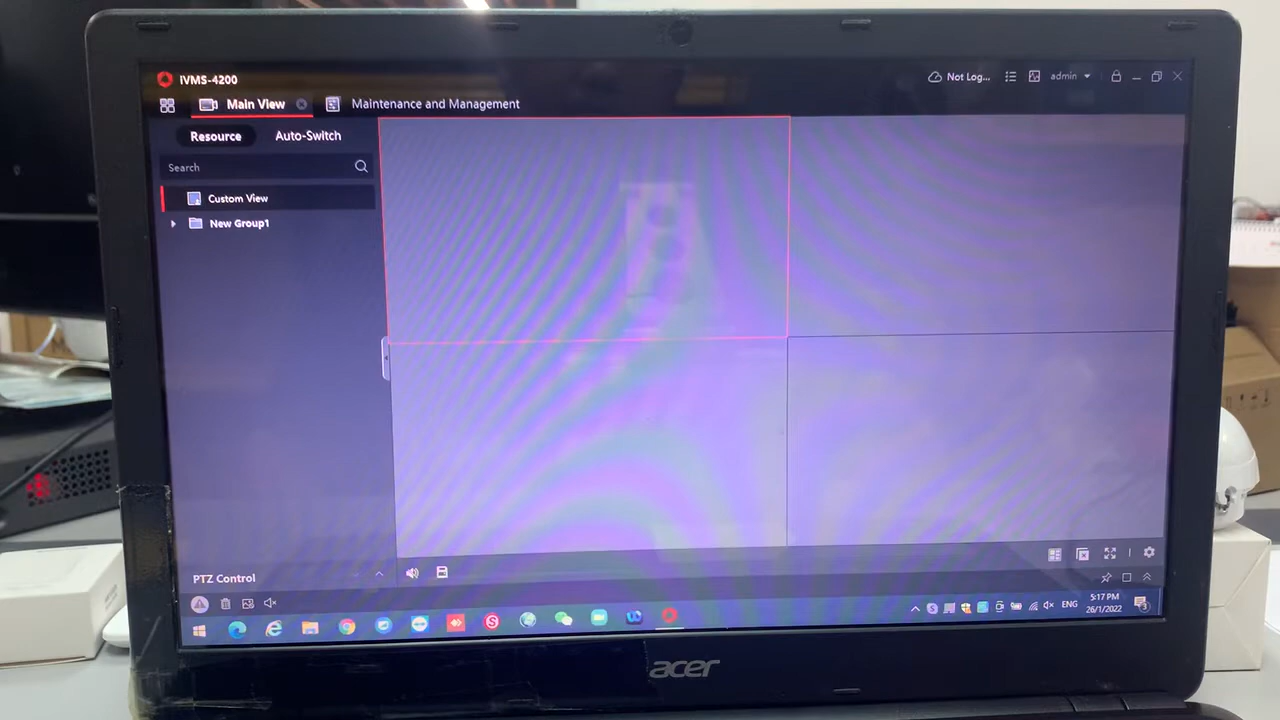 iVMS-4200
Not Log...
admin
Main View
Maintenance and Management
Resource
Auto-Switch
Search
Custom View
New Group1
PTZ Control
ENG
5:17 PM
26/1/2022
acer